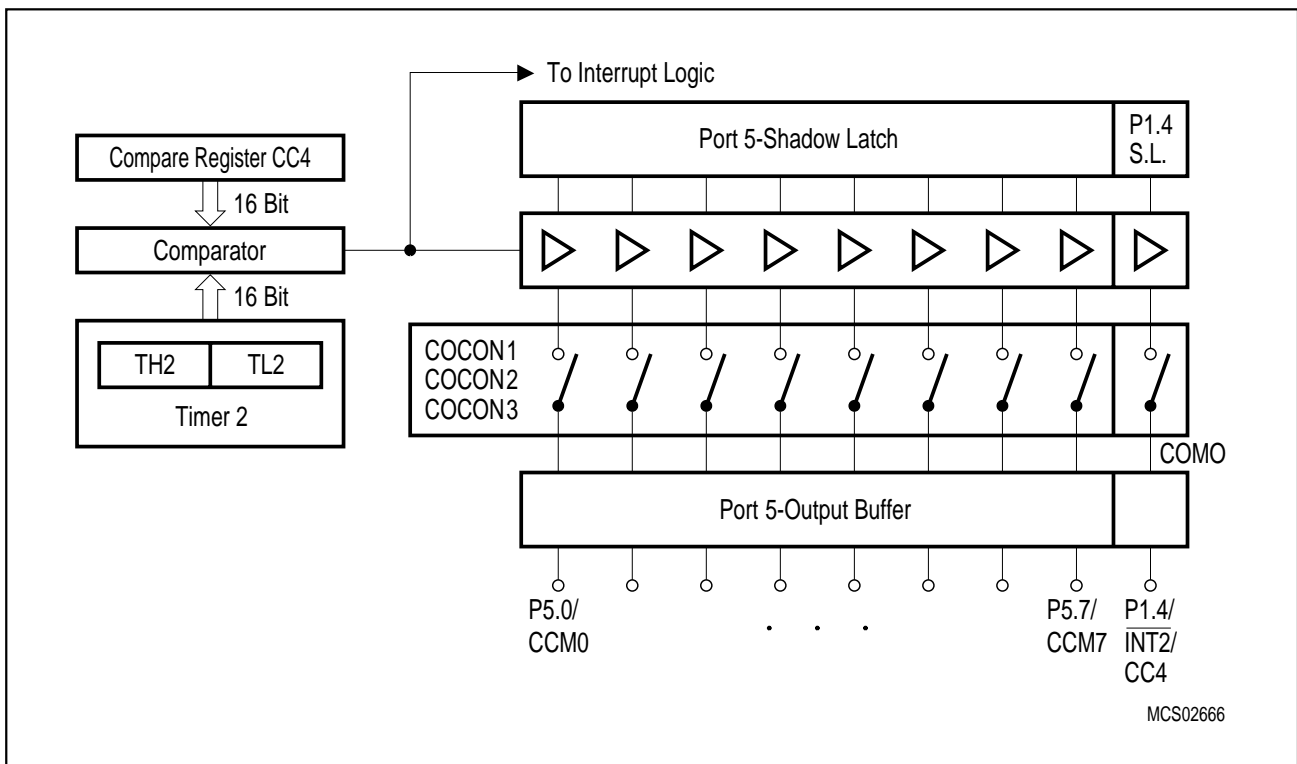 To Interrupt Logic
Port 5-Shadow Latch
P1.4
S.L.
Compare Register CC4
16 Bit
Comparator
16 Bit
TH2
TL2
Timer 2
COCON1
COCON2
COCON3
COMO
Port 5-Output Buffer
P5.0/
CCM0
. . .
P5.7/
CCM7
P1.4/
INT2/
CC4
MCS02666